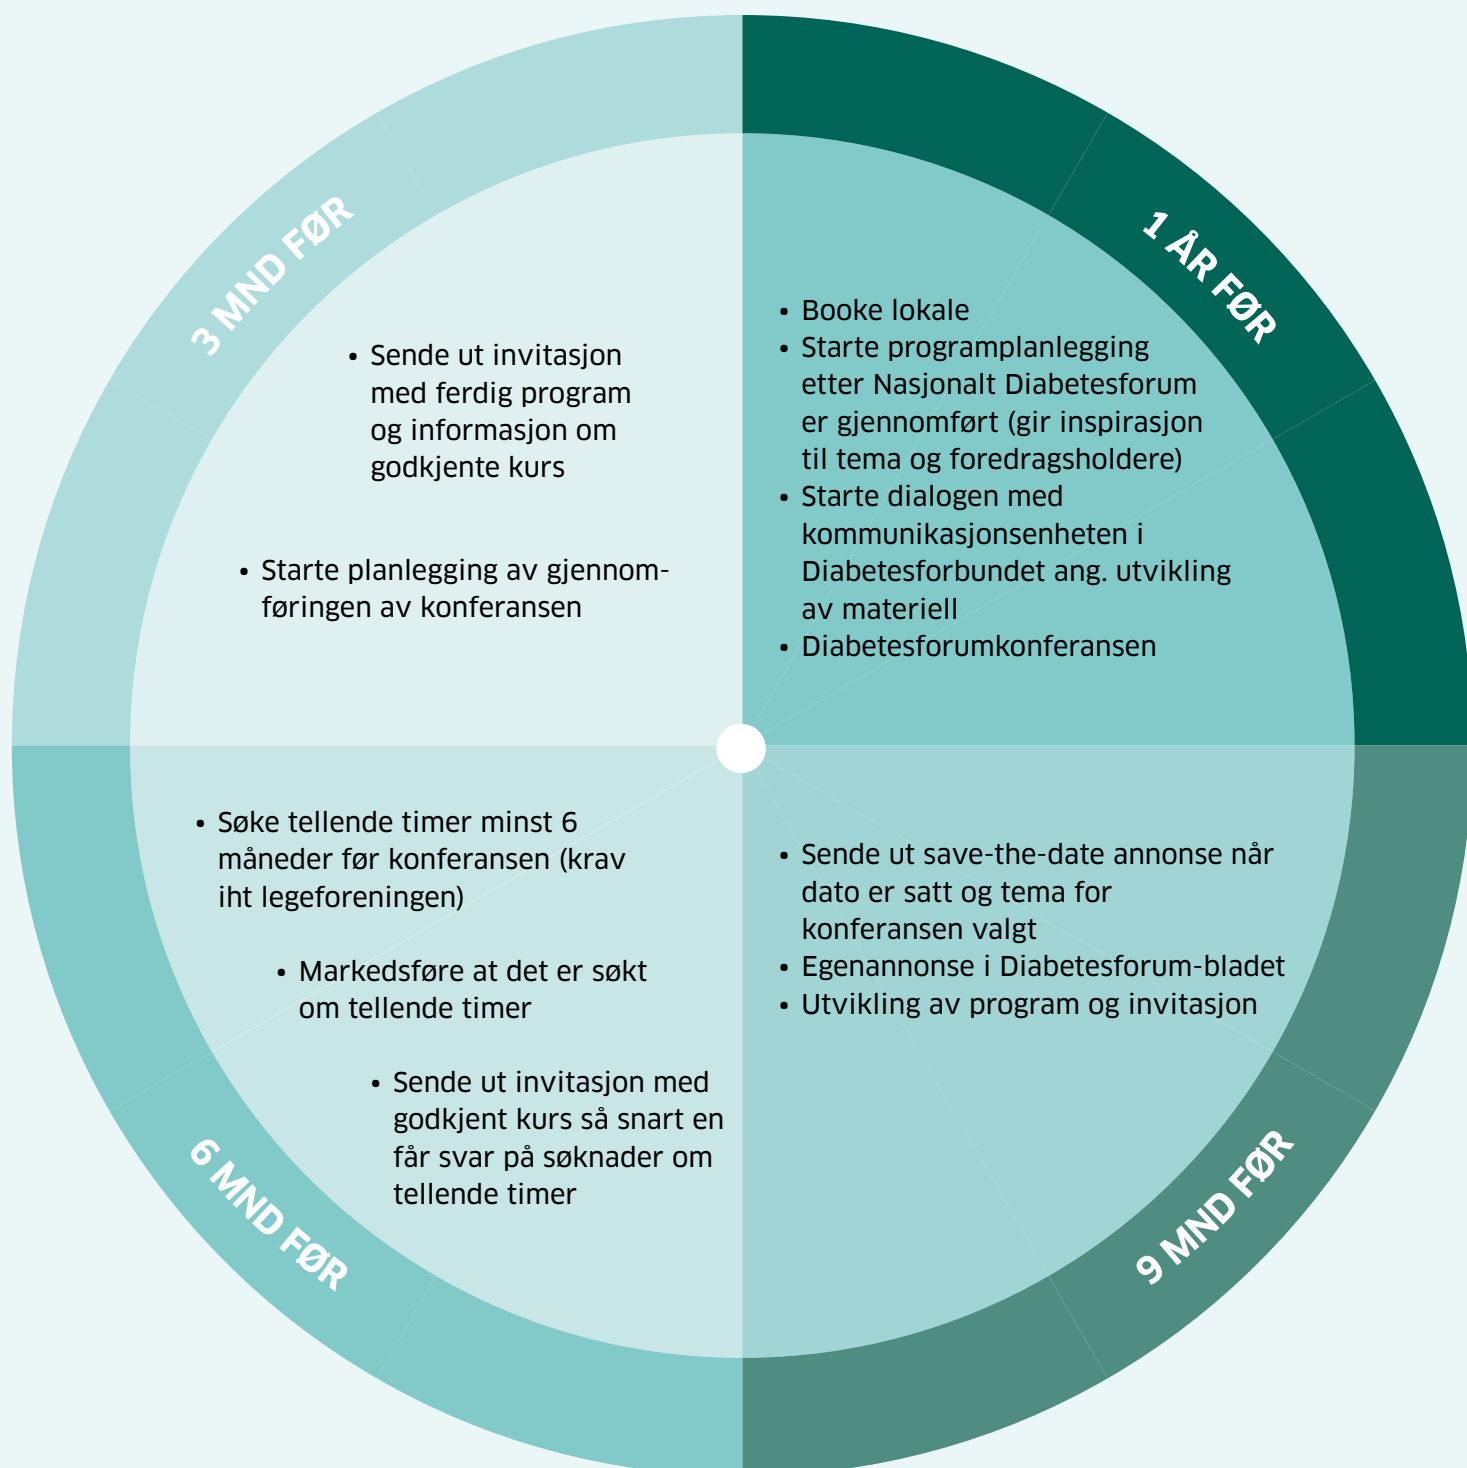 1 ÅR FØR
• Booke lokale
• Starte programplanlegging
etter Nasjonalt Diabetesforum
er gjennomført (gir inspirasjon
til tema og foredragsholdere)
• Starte dialogen med
kommunikasjonsenheten i
Diabetesforbundet ang. utvikling
av materiell
• Diabetesforumkonferansen
9 MND FØR
• Sende ut save-the-date annonse når
dato er satt og tema for
konferansen valgt
• Egenannonse i Diabetesforum-bladet
• Utvikling av program og invitasjon
6 MND FØR
• Søke tellende timer minst 6
måneder før konferansen (krav
iht legeforeningen)
• Markedsføre at det er søkt
om tellende timer
• Sende ut invitasjon med
godkjent kurs så snart en
får svar på søknader om
tellende timer
3 MND FØR
• Sende ut invitasjon
med ferdig program
og informasjon om
godkjente kurs
• Starte planlegging av gjennom-
føringen av konferansen